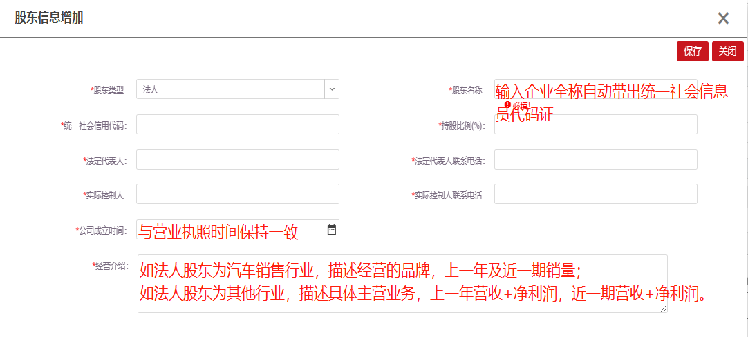 股东信息增加
保存 关闭
*股东类型: 法人 *股东名称: 输入企业全称自动带出统一社会信息
必填! 员代码证
*统一社会信用代码: *持股比例(%):
*法定代表人: *法定代表人联系电话:
*实际控制人: *实际控制人联系电话:
*公司成立时间: 与营业执照时间保持一致
*经营介绍: 如法人股东为汽车销售行业，描述经营的品牌，上一年及近一期销量；
如法人股东为其他行业，描述具体主营业务，上一年营收+净利润，近一期营收+净利润。